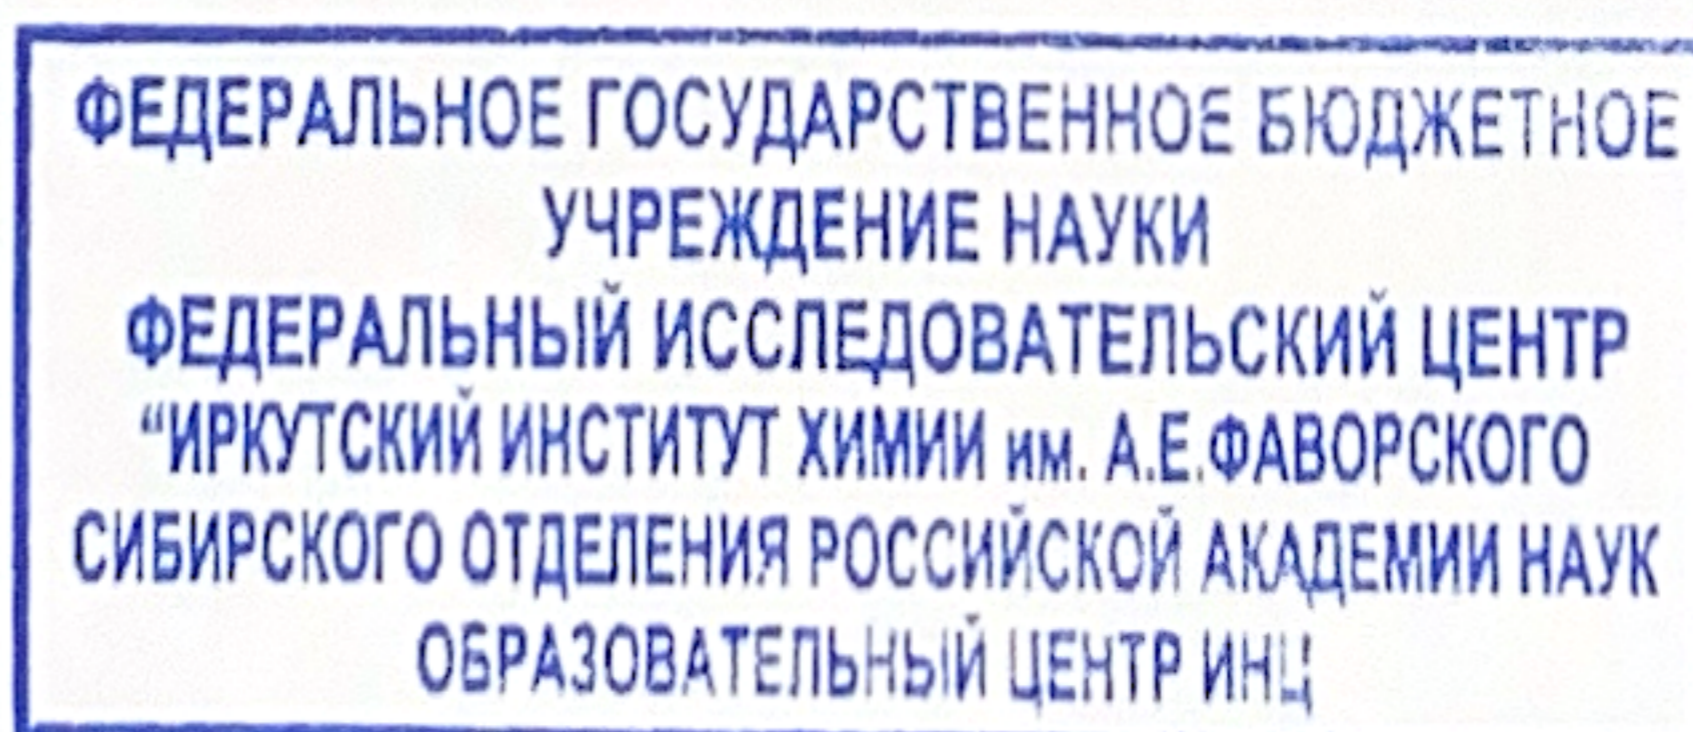 ФЕДЕРАЛЬНОЕ ГОСУДАРСТВЕННОЕ БЮДЖЕТНОЕ
УЧРЕЖДЕНИЕ НАУКИ
ФЕДЕРАЛЬНЫЙ ИССЛЕДОВАТЕЛЬСКИЙ ЦЕНТР
“ИРКУТСКИЙ ИНСТИТУТ ХИМИИ им. А.Е.ФАВОРСКОГО
СИБИРСКОГО ОТДЕЛЕНИЯ РОССИЙСКОЙ АКАДЕМИИ НАУК
ОБРАЗОВАТЕЛЬНЫЙ ЦЕНТР ИНЦ